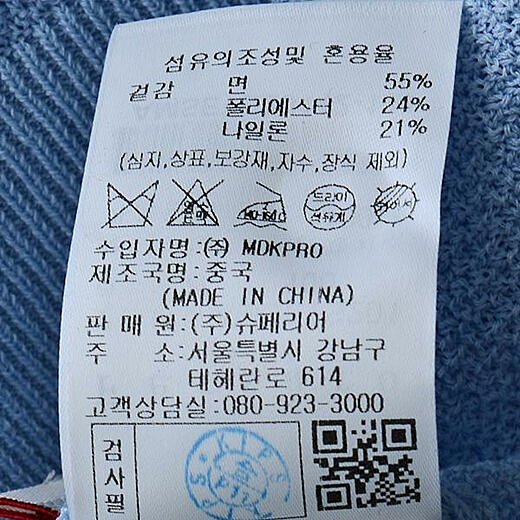 섬유의조성및 혼용율
겉감 면 55%
폴리에스터 24%
나일론 21%
(심지,상표,보강재,자수,장식 제외)
드라이
수입자명:㈜ MDKPRO
제조국명:중국
(MADE IN CHINA)
판매원:(주)슈페리어
주 소:서울특별시 강남구
테헤란로 614
고객상담실:080-923-3000
검사필